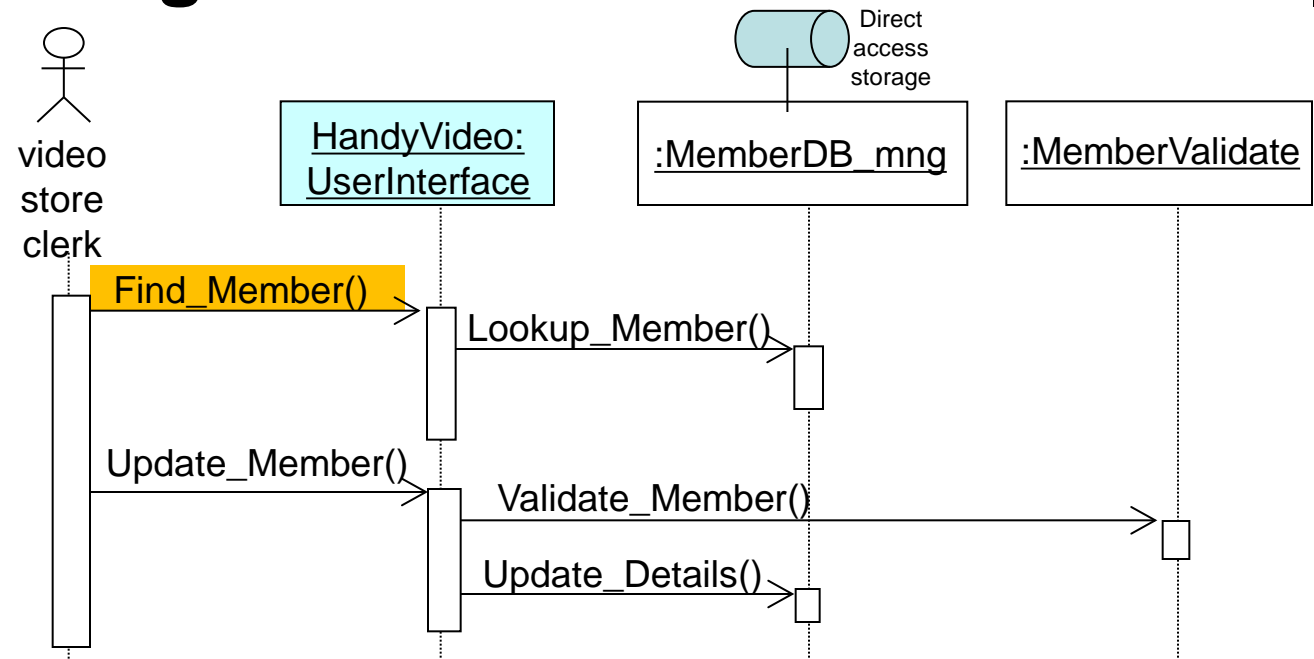 Direct
access
storage
video
store
clerk
HandyVideo:
UserInterface
:MemberDB_mng
:MemberValidate
Find_Member()
Lookup_Member()
Update_Member()
Validate_Member()
Update_Details()